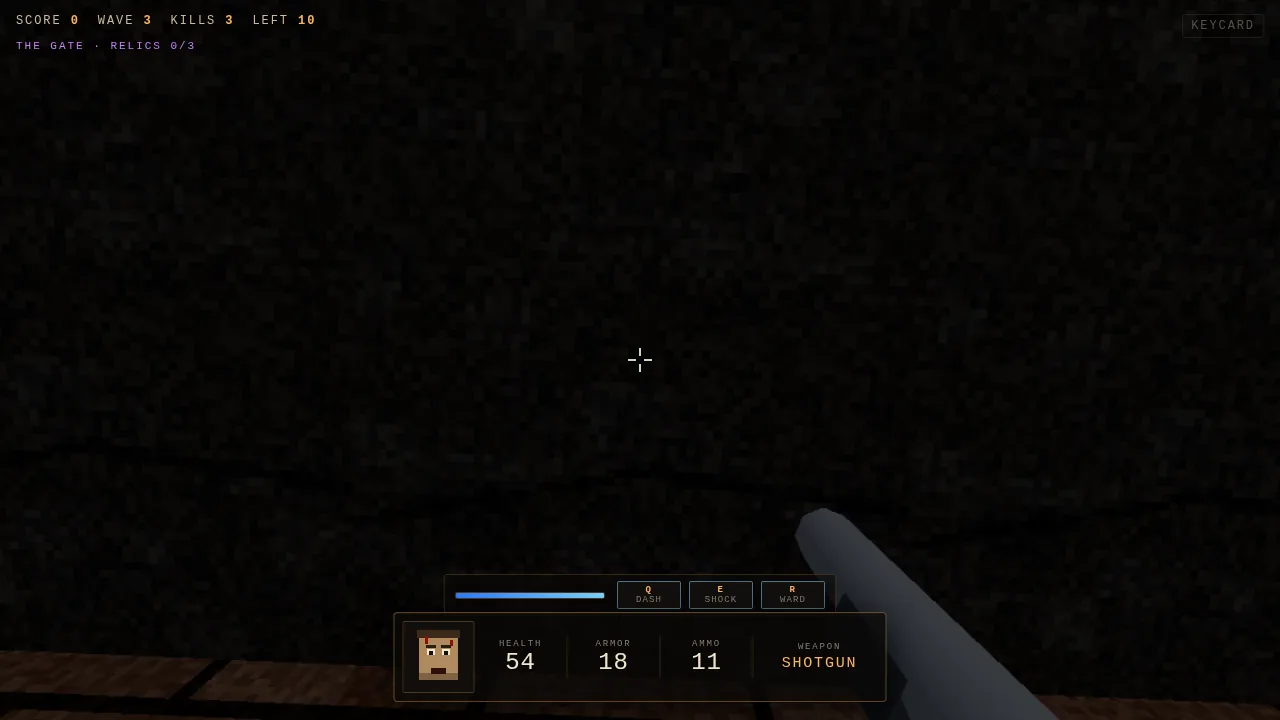 SCORE 0 WAVE 3 KILLS 3 LEFT 10
KEYCARD
THE GATE · RELICS 0/3
Q DASH
E SHOCK
R WARD
HEALTH 54
ARMOR 18
AMMO 11
WEAPON SHOTGUN